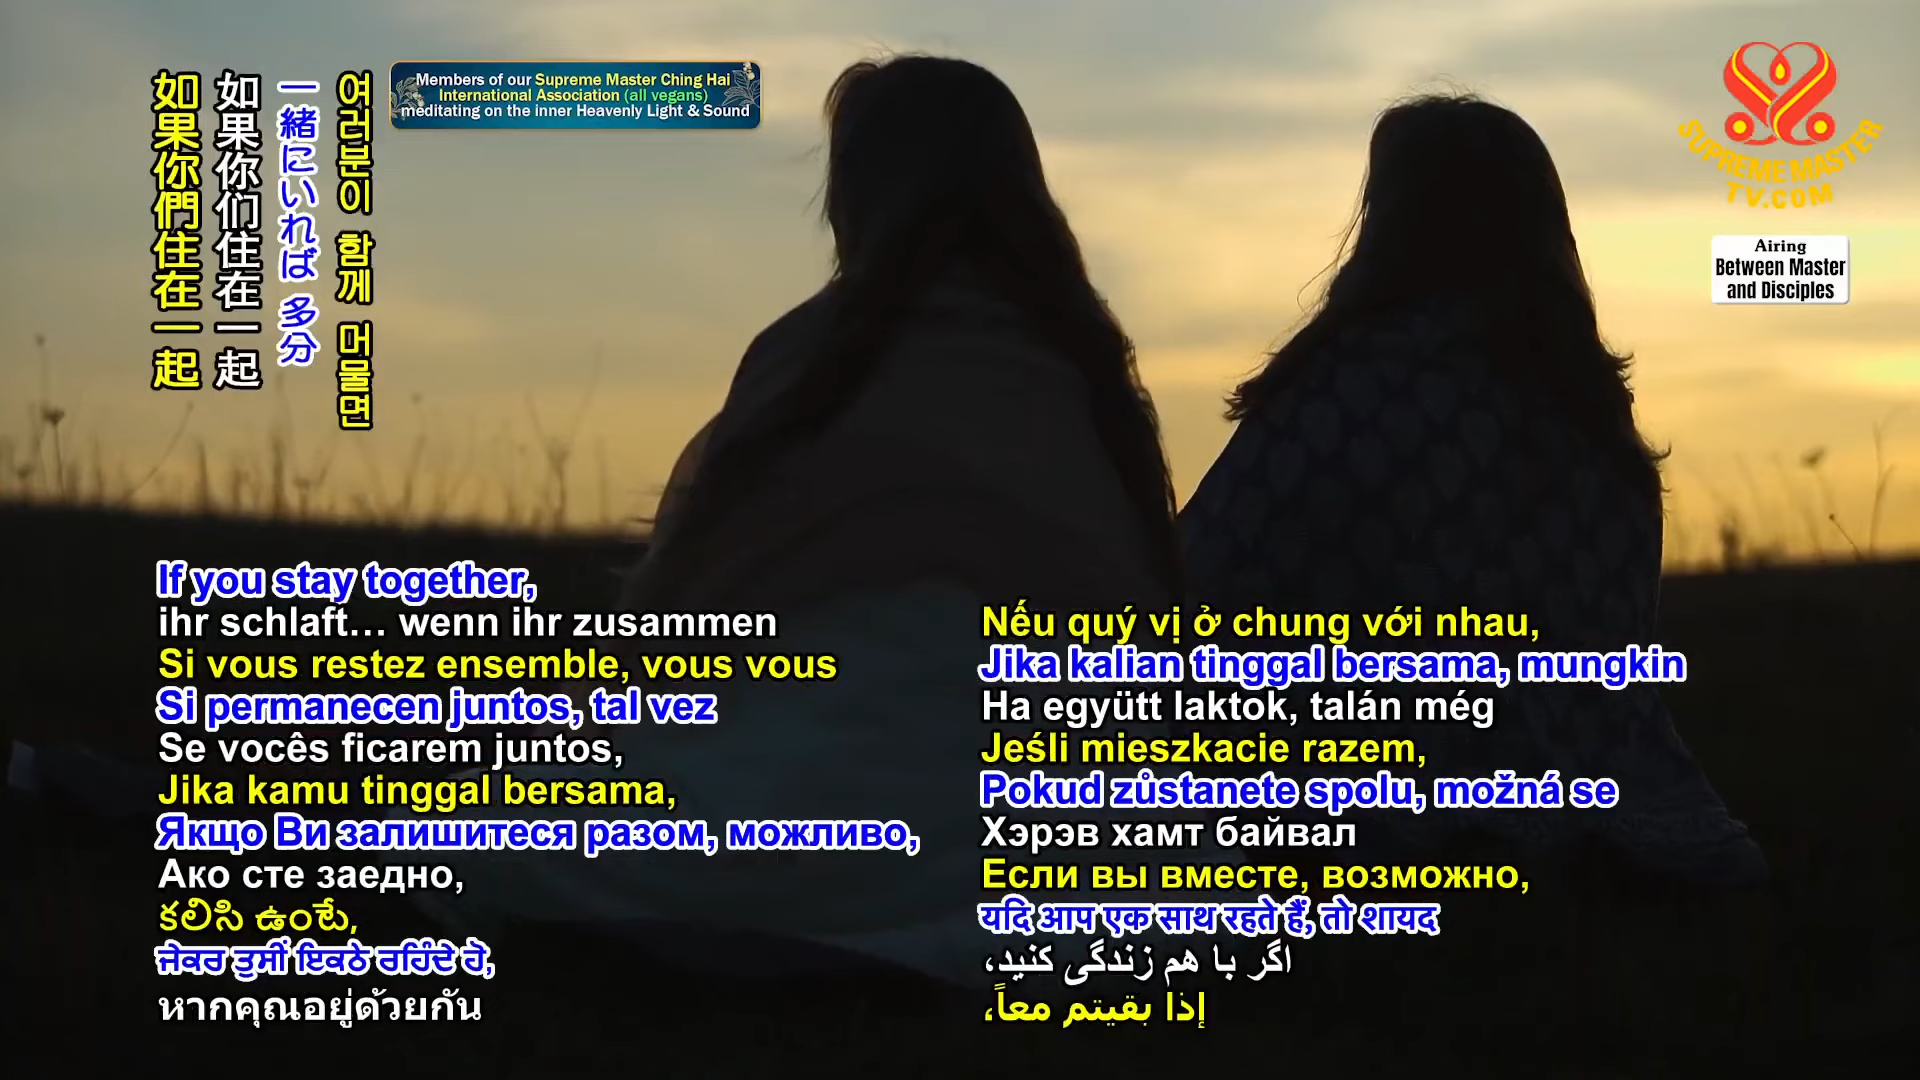 如果你們住在一起
如果你们住在一起
一緒にいれば 多分
여러분이 함께 머물면
Members of our Supreme Master Ching Hai
International Association (all vegans)
meditating on the inner Heavenly Light & Sound
SUPREME MASTER
TV.COM
Airing
Between Master
and Disciples
If you stay together,
ihr schlaft… wenn ihr zusammen
Si vous restez ensemble, vous vous
Si permanecen juntos, tal vez
Se vocês ficarem juntos,
Jika kamu tinggal bersama,
Якщо Ви залишитеся разом, можливо,
Ако сте заедно,
కలిసి ఉంటే,
ਜੇਕਰ ਤੁਸੀਂ ਇਕਠੇ ਰਹਿੰਦੇ ਹੋ,
หากคุณอยู่ด้วยกัน
Nếu quý vị ở chung với nhau,
Jika kalian tinggal bersama, mungkin
Ha együtt laktok, talán még
Jeśli mieszkacie razem,
Pokud zůstanete spolu, možná se
Хэрэв хамт байвал
Если вы вместе, возможно,
यदि आप एक साथ रहते हैं, तो शायद
اگر با هم زندگی کنید،
إذا بقيتم معاً،